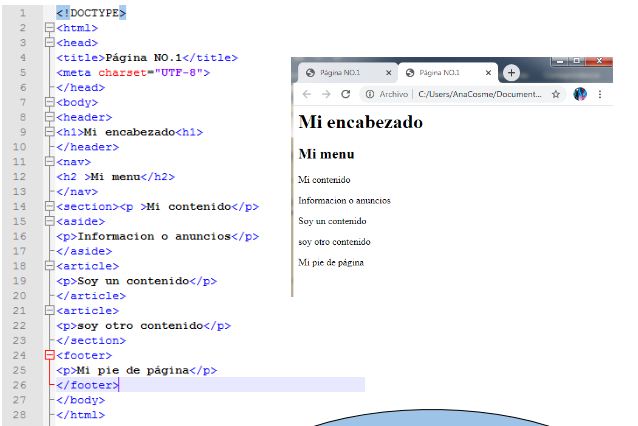 1 <!DOCTYPE>
2 <html>
3 <head>
4 <title>Página NO.1</title>
5 <meta charset="UTF-8">
6 </head>
7 <body>
8 <header>
9 <h1>Mi encabezado<h1>
10 </header>
11 <nav>
12 <h2 >Mi menu</h2>
13 </nav>
14 <section><p >Mi contenido</p>
15 <aside>
16 <p>Informacion o anuncios</p>
17 </aside>
18 <article>
19 <p>Soy un contenido</p>
20 </article>
21 <article>
22 <p>soy otro contenido</p>
23 </section>
24 <footer>
25 <p>Mi pie de página</p>
26 </footer>
27 </body>
28 </html>
Página NO.1 Página NO.1
Archivo | C:/Users/AnaCosme/Document...
Mi encabezado
Mi menu
Mi contenido
Informacion o anuncios
Soy un contenido
soy otro contenido
Mi pie de página